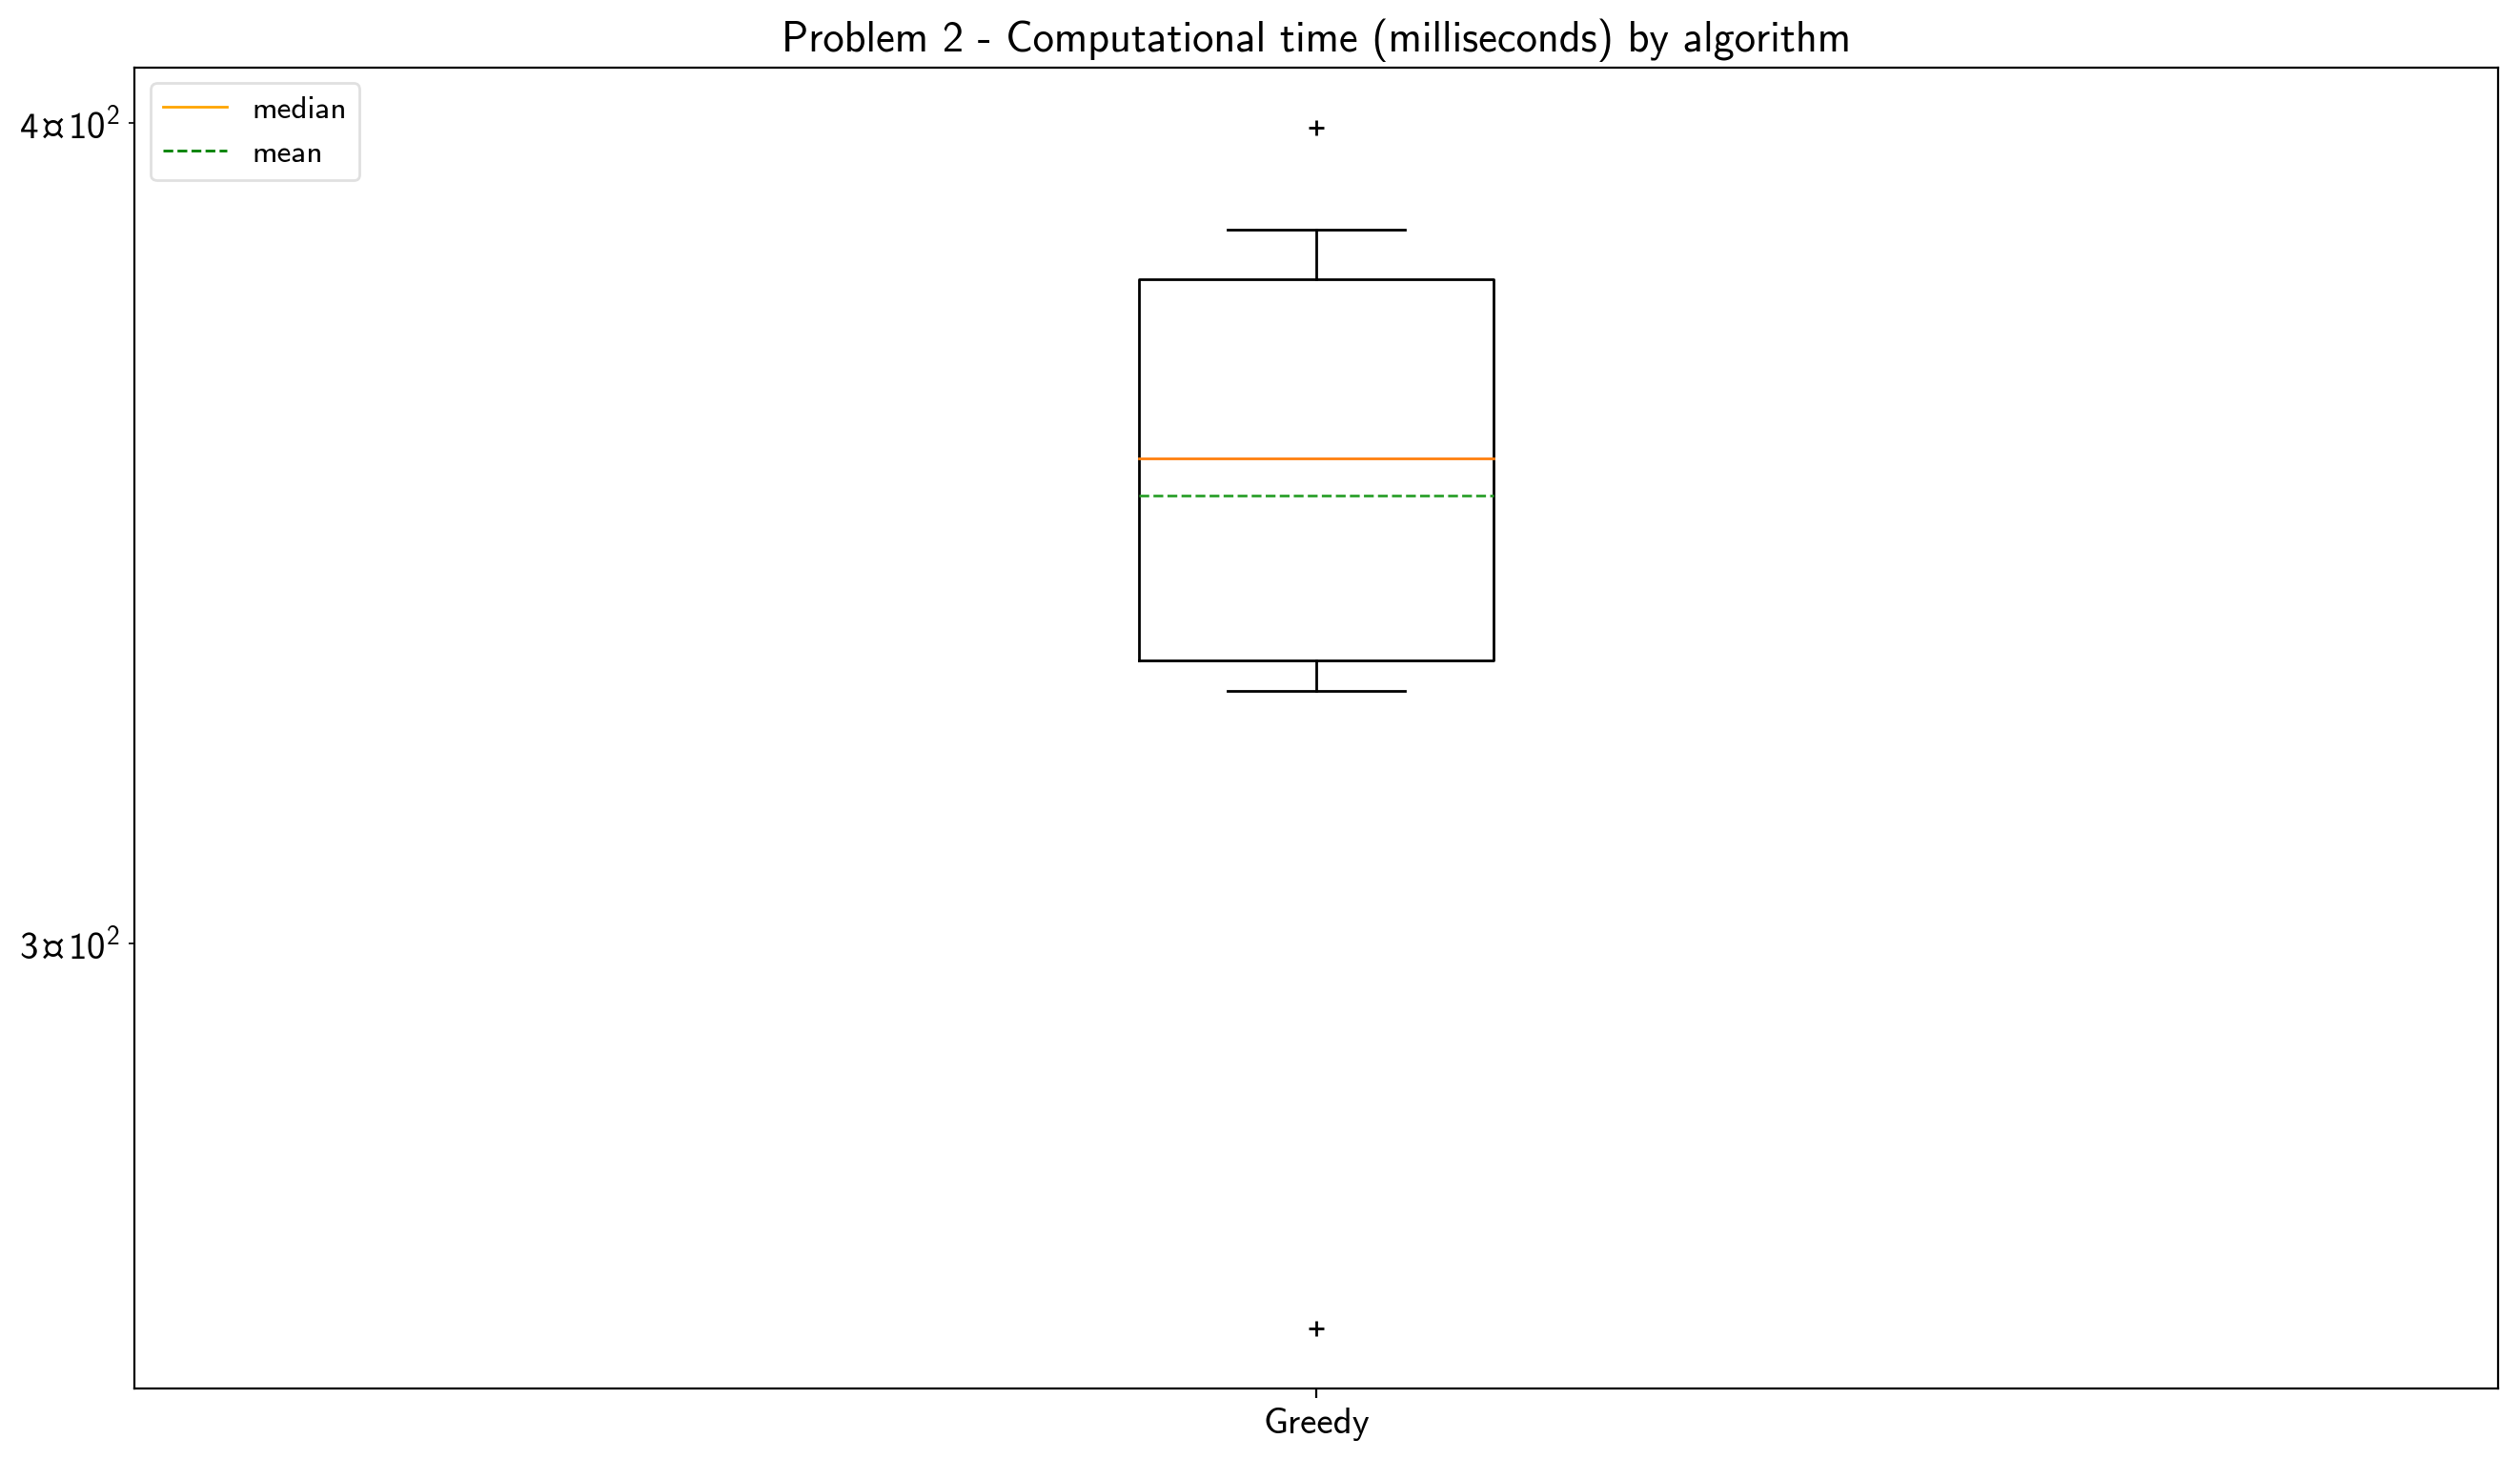 Problem 2 - Computational time (milliseconds) by algorithm
median
mean
4¤10²
3¤10²
Greedy